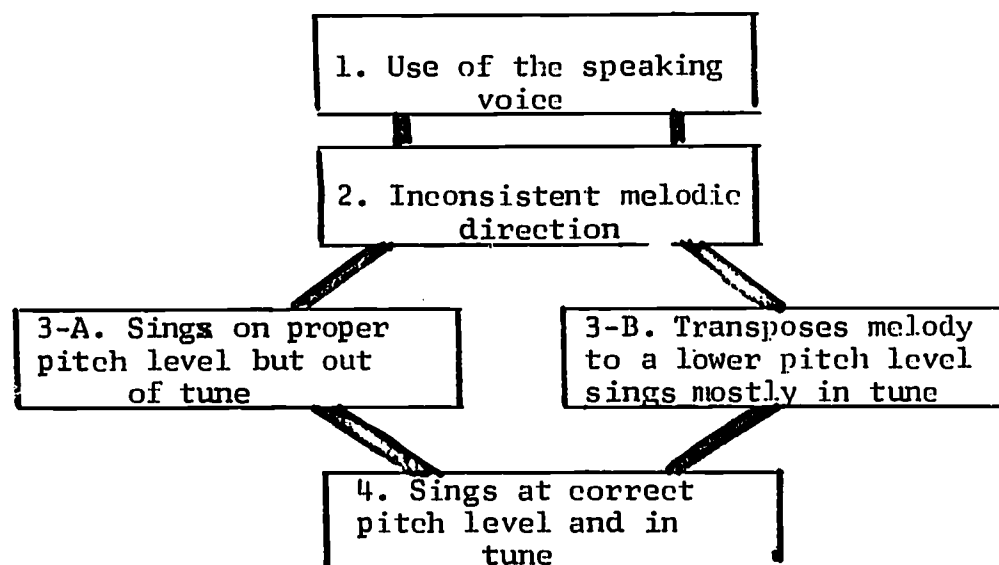 1. Use of the speaking
voice
2. Inconsistent melodic
direction
3-A. Sings on proper
pitch level but out
of tune
3-B. Transposes melody
to a lower pitch level
sings mostly in tune
4. Sings at correct
pitch level and in
tune